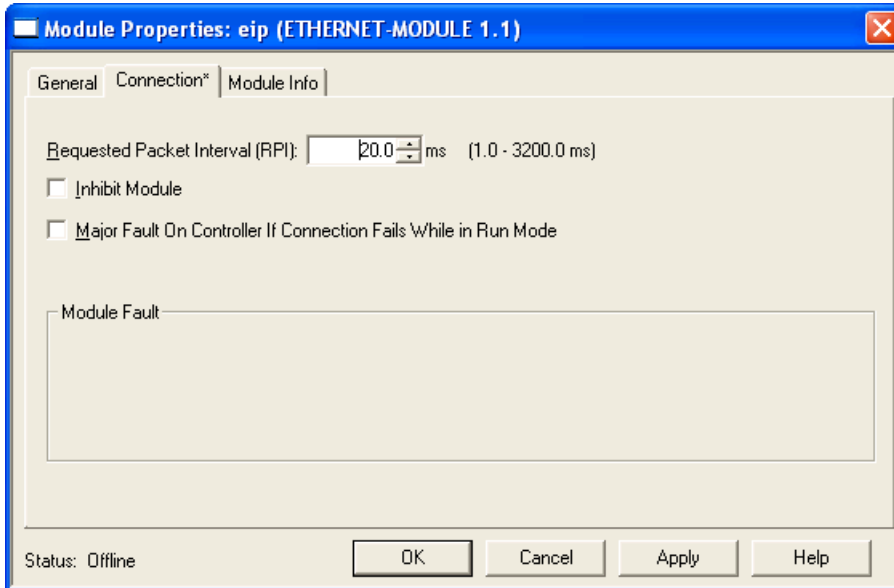 Module Properties: eip (ETHERNET-MODULE 1.1)
General Connection* Module Info
Requested Packet Interval (RPI): 20.0 ms (1.0 - 3200.0 ms)
Inhibit Module
Major Fault On Controller If Connection Fails While in Run Mode
Module Fault
Status: Offline OK Cancel Apply Help